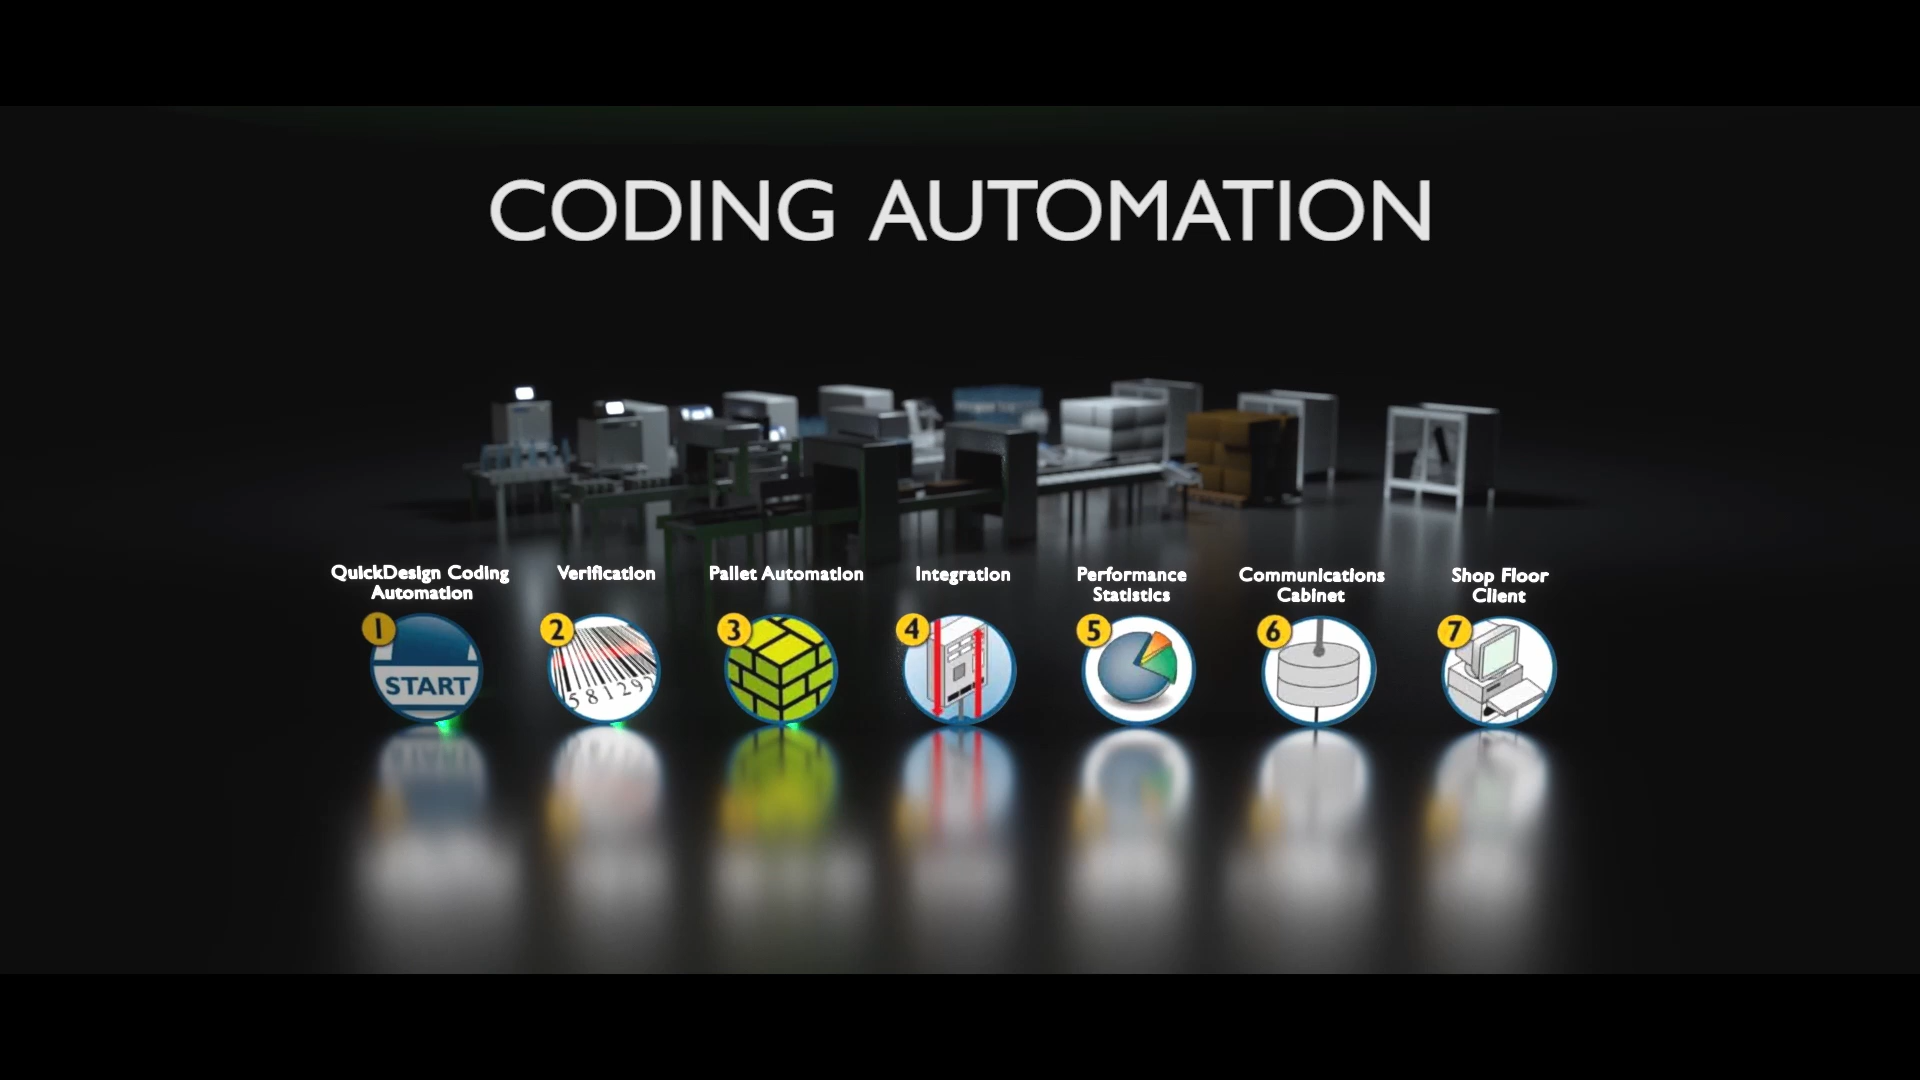 CODING AUTOMATION
QuickDesign Coding
Automation
Verification
Pallet Automation
Integration
Performance
Statistics
Communications
Cabinet
Shop Floor
Client
1
2
3
4
5
6
7
START
581292